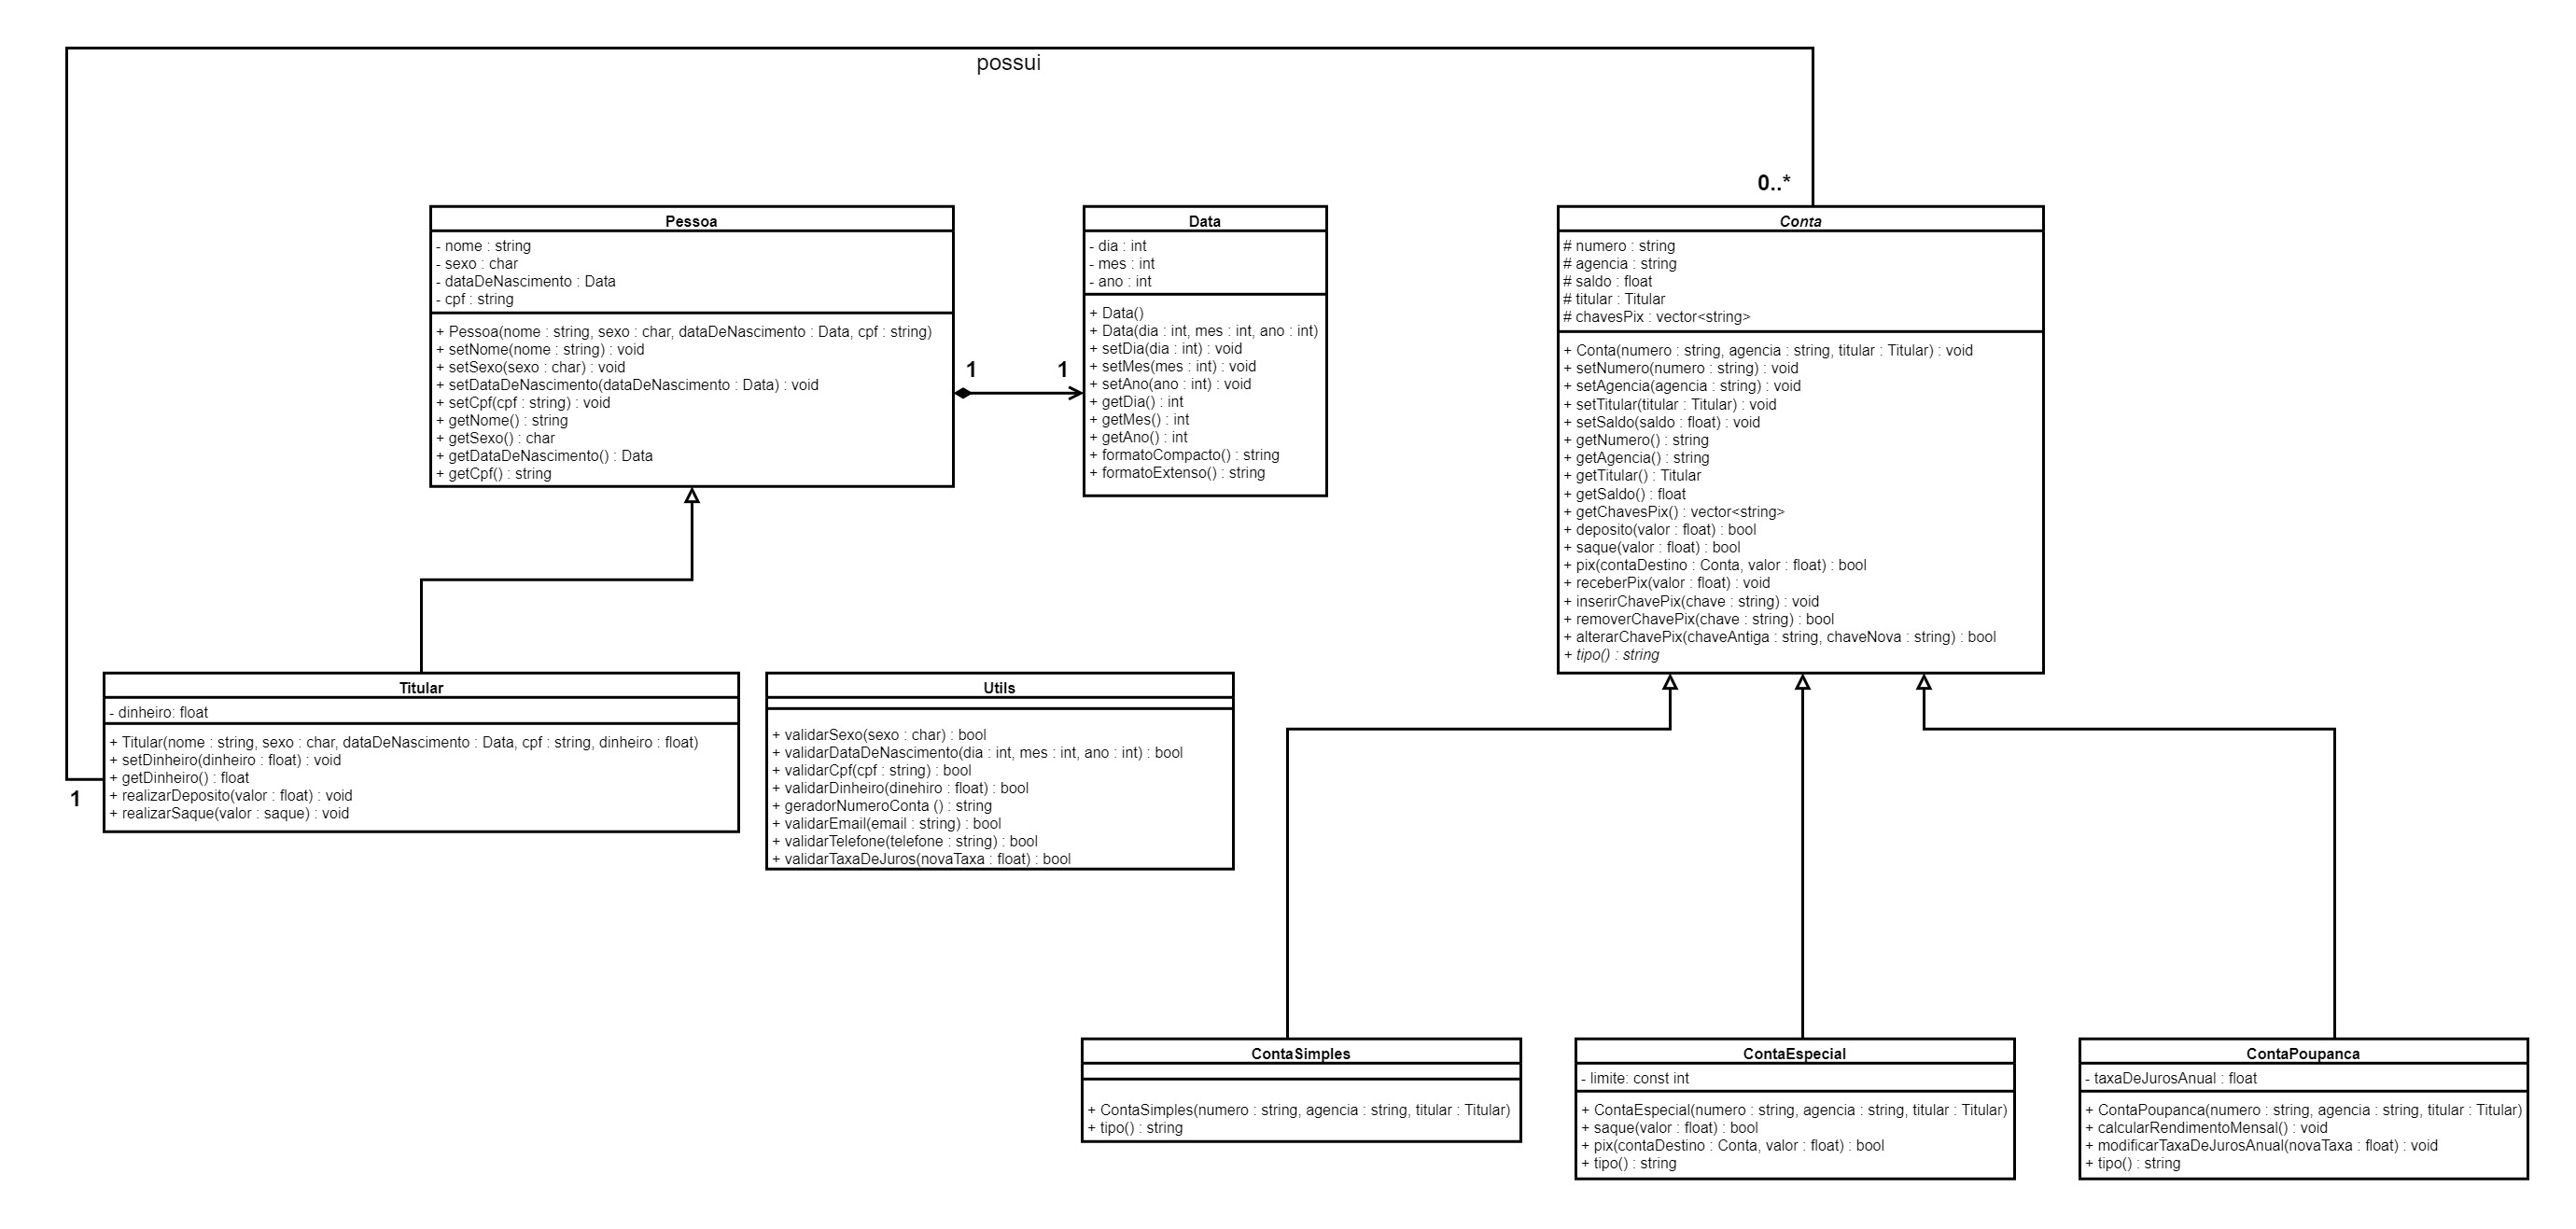 possui
0..*
Pessoa
- nome : string
- sexo : char
- dataDeNascimento : Data
- cpf : string
+ Pessoa(nome : string, sexo : char, dataDeNascimento : Data, cpf : string)
+ setNome(nome : string) : void
+ setSexo(sexo : char) : void
+ setDataDeNascimento(dataDeNascimento : Data) : void
+ setCpf(cpf : string) : void
+ getNome() : string
+ getSexo() : char
+ getDataDeNascimento() : Data
+ getCpf() : string
1
1
Data
- dia : int
- mes : int
- ano : int
+ Data()
+ Data(dia : int, mes : int, ano : int)
+ setDia(dia : int) : void
+ setMes(mes : int) : void
+ setAno(ano : int) : void
+ getDia() : int
+ getMes() : int
+ getAno() : int
+ formatoCompacto() : string
+ formatoExtenso() : string
Conta
# numero : string
# agencia : string
# saldo : float
# titular : Titular
# chavesPix : vector<string>
+ Conta(numero : string, agencia : string, titular : Titular) : void
+ setNumero(numero : string) : void
+ setAgencia(agencia : string) : void
+ setTitular(titular : Titular) : void
+ setSaldo(saldo : float) : void
+ getNumero() : string
+ getAgencia() : string
+ getTitular() : Titular
+ getSaldo() : float
+ getChavesPix() : vector<string>
+ deposito(valor : float) : bool
+ saque(valor : float) : bool
+ pix(contaDestino : Conta, valor : float) : bool
+ receberPix(valor : float) : void
+ inserirChavePix(chave : string) : void
+ removerChavePix(chave : string) : bool
+ alterarChavePix(chaveAntiga : string, chaveNova : string) : bool
+ tipo() : string
Titular
- dinheiro: float
+ Titular(nome : string, sexo : char, dataDeNascimento : Data, cpf : string, dinheiro : float)
+ setDinheiro(dinheiro : float) : void
+ getDinheiro() : float
+ realizarDeposito(valor : float) : void
+ realizarSaque(valor : saque) : void
1
Utils
+ validarSexo(sexo : char) : bool
+ validarDataDeNascimento(dia : int, mes : int, ano : int) : bool
+ validarCpf(cpf : string) : bool
+ validarDinheiro(dinehiro : float) : bool
+ geradorNumeroConta () : string
+ validarEmail(email : string) : bool
+ validarTelefone(telefone : string) : bool
+ validarTaxaDeJuros(novaTaxa : float) : bool
ContaSimples
+ ContaSimples(numero : string, agencia : string, titular : Titular)
+ tipo() : string
ContaEspecial
- limite: const int
+ ContaEspecial(numero : string, agencia : string, titular : Titular)
+ saque(valor : float) : bool
+ pix(contaDestino : Conta, valor : float) : bool
+ tipo() : string
ContaPoupanca
- taxaDeJurosAnual : float
+ ContaPoupanca(numero : string, agencia : string, titular : Titular)
+ calcularRendimentoMensal() : void
+ modificarTaxaDeJurosAnual(novaTaxa : float) : void
+ tipo() : string